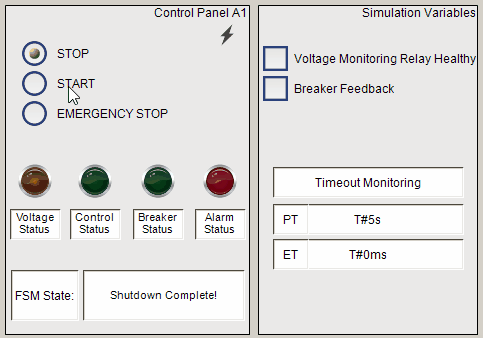 Control Panel A1
STOP
START
EMERGENCY STOP
Voltage
Status
Control
Status
Breaker
Status
Alarm
Status
FSM State:
Shutdown Complete!
Simulation Variables
Voltage Monitoring Relay Healthy
Breaker Feedback
Timeout Monitoring
PT T#5s
ET T#0ms